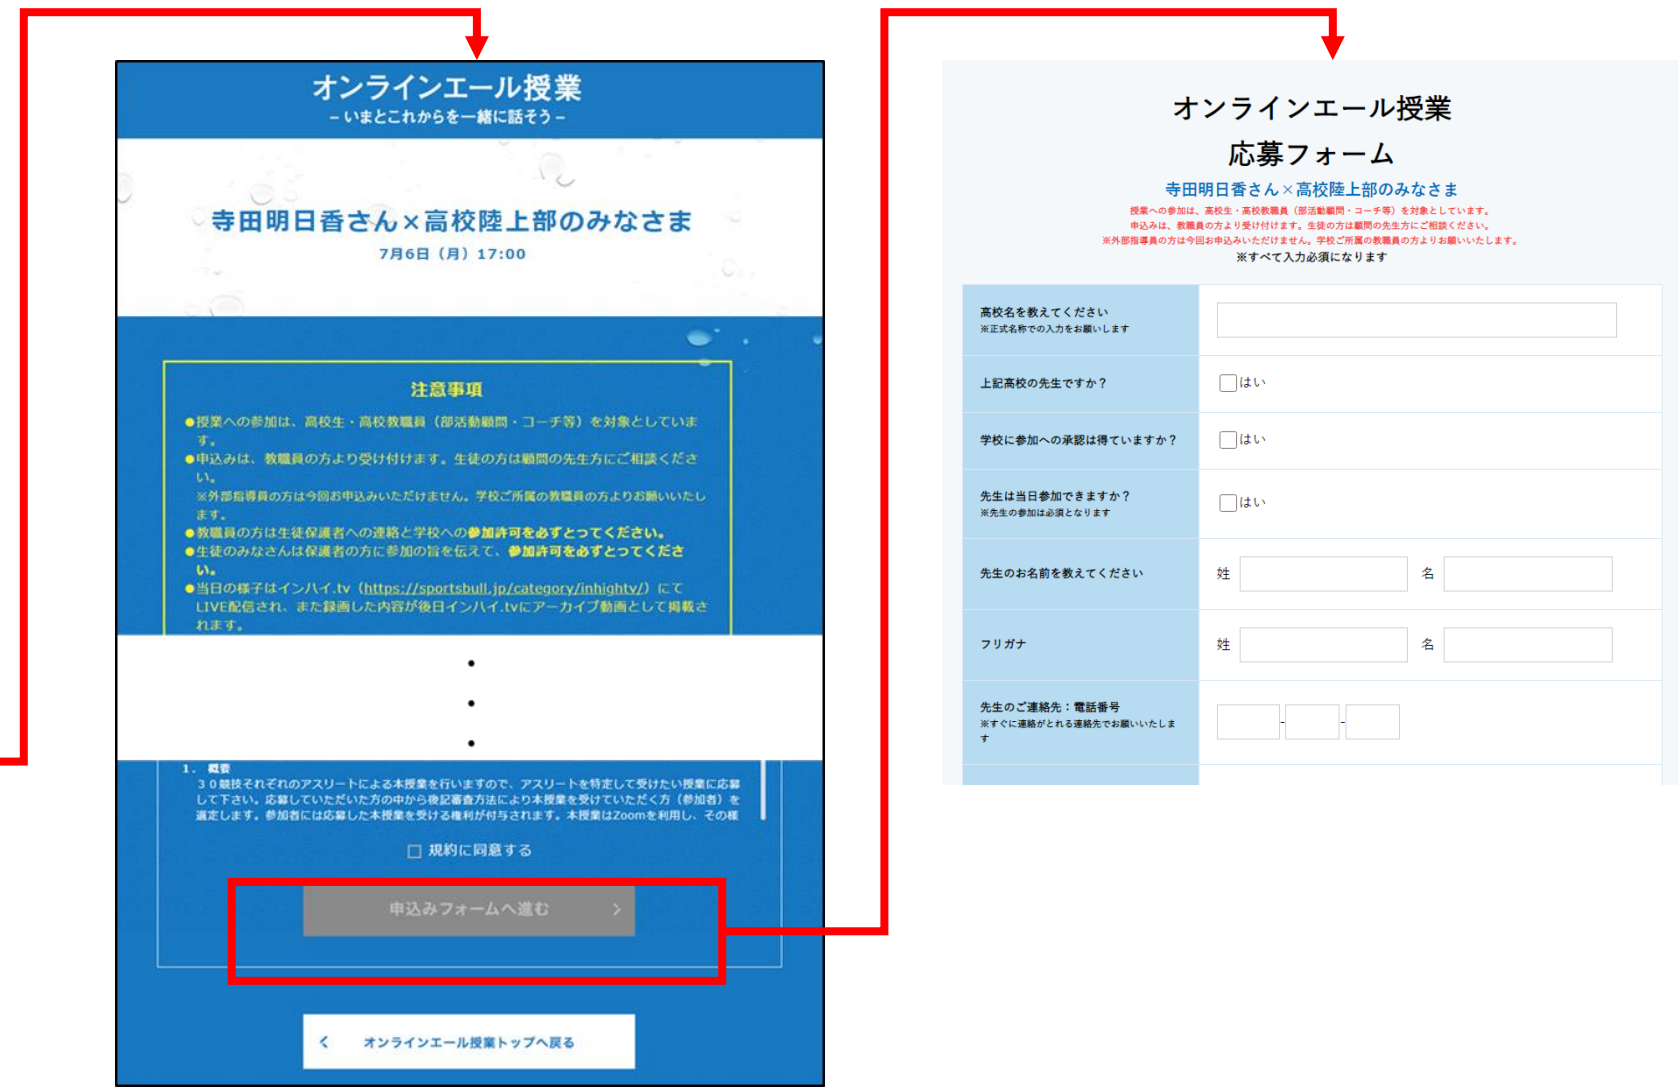 オンラインエール授業
– いまとこれからを一緒に話そう –
寺田明日香さん×高校陸上部のみなさま
7月6日（月）17:00
注意事項
●授業への参加は、高校生・高校教職員（部活動顧問・コーチ等）を対象としていま
す。
●申込みは、教職員の方より受け付けます。生徒の方は顧問の先生方にご相談くださ
い。
※外部指導員の方は今回お申込みいただけません。学校ご所属の教職員の方よりお願いいたし
ます。
●教職員の方は生徒保護者への連絡と学校への参加許可を必ずとってください。
●生徒のみなさんは保護者の方に参加の旨を伝えて、参加許可を必ずとってくださ
い。
●当日の様子はインハイ.tv（https://sportsbull.jp/category/inhightv/）にて
LIVE配信され、また録画した内容が後日インハイ.tvにアーカイブ動画として掲載さ
れます。
1. 概要
３０競技それぞれのアスリートによる本授業を行いますので、アスリートを特定して受けたい授業に応募
して下さい。応募していただいた方の中から後記審査方法により本授業を受けていただく方（参加者）を
選定します。参加者には応募した本授業を受ける権利が付与されます。本授業はZoomを利用し、その様
規約に同意する
申込みフォームへ進む
オンラインエール授業トップへ戻る
オンラインエール授業
応募フォーム
寺田明日香さん×高校陸上部のみなさま
授業への参加は、高校生・高校教職員（部活動顧問・コーチ等）を対象としています。
申込みは、教職員の方より受け付けます。生徒の方は顧問の先生方にご相談ください。
※外部指導員の方は今回お申込みいただけません。学校ご所属の教職員の方よりお願いいたします。
※すべて入力必須になります
高校名を教えてください
※正式名称での入力をお願いします
上記高校の先生ですか？
はい
学校に参加への承認は得ていますか？
はい
先生は当日参加できますか？
※先生の参加は必須となります
はい
先生のお名前を教えてください
姓 名
フリガナ
姓 名
先生のご連絡先：電話番号
※すぐに連絡がとれる連絡先でお願いいたしま
す
- -